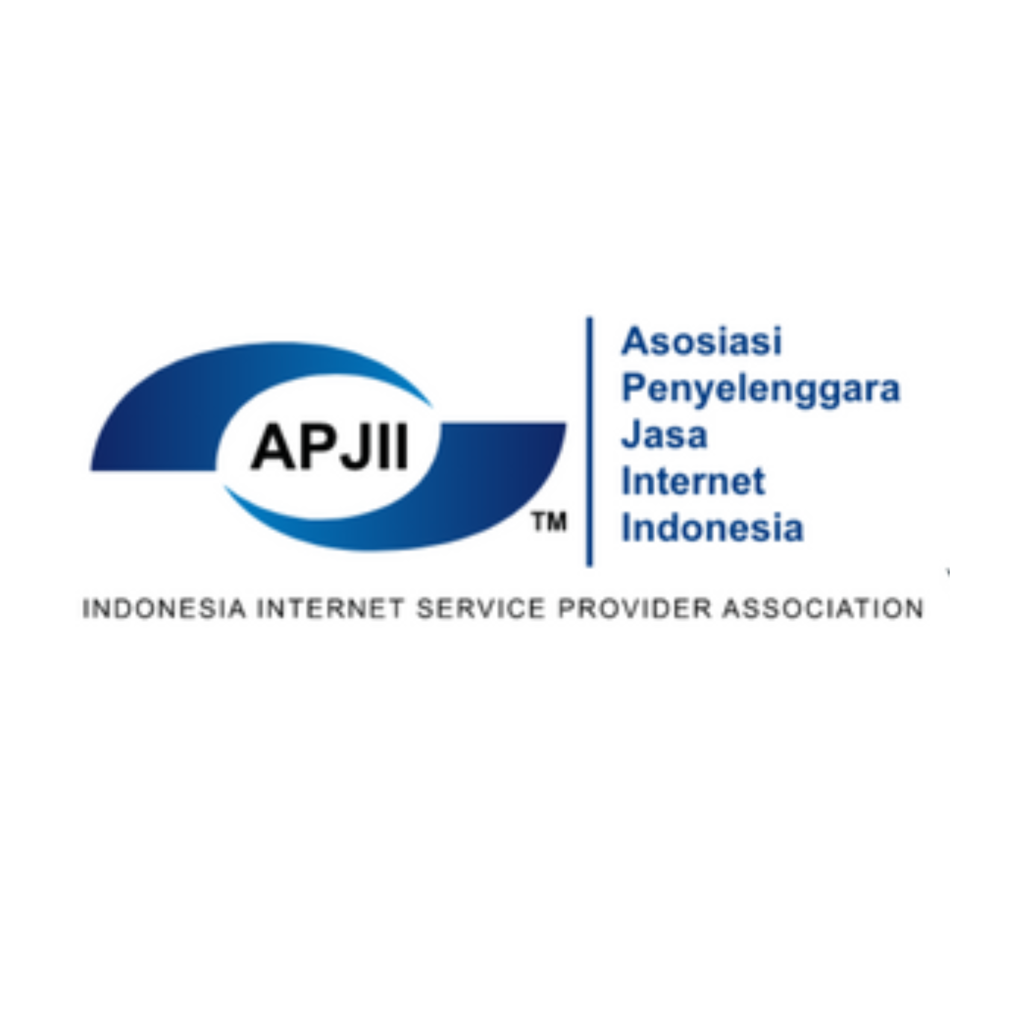 APJII
TM
Asosiasi
Penyelenggara
Jasa
Internet
Indonesia
INDONESIA INTERNET SERVICE PROVIDER ASSOCIATION